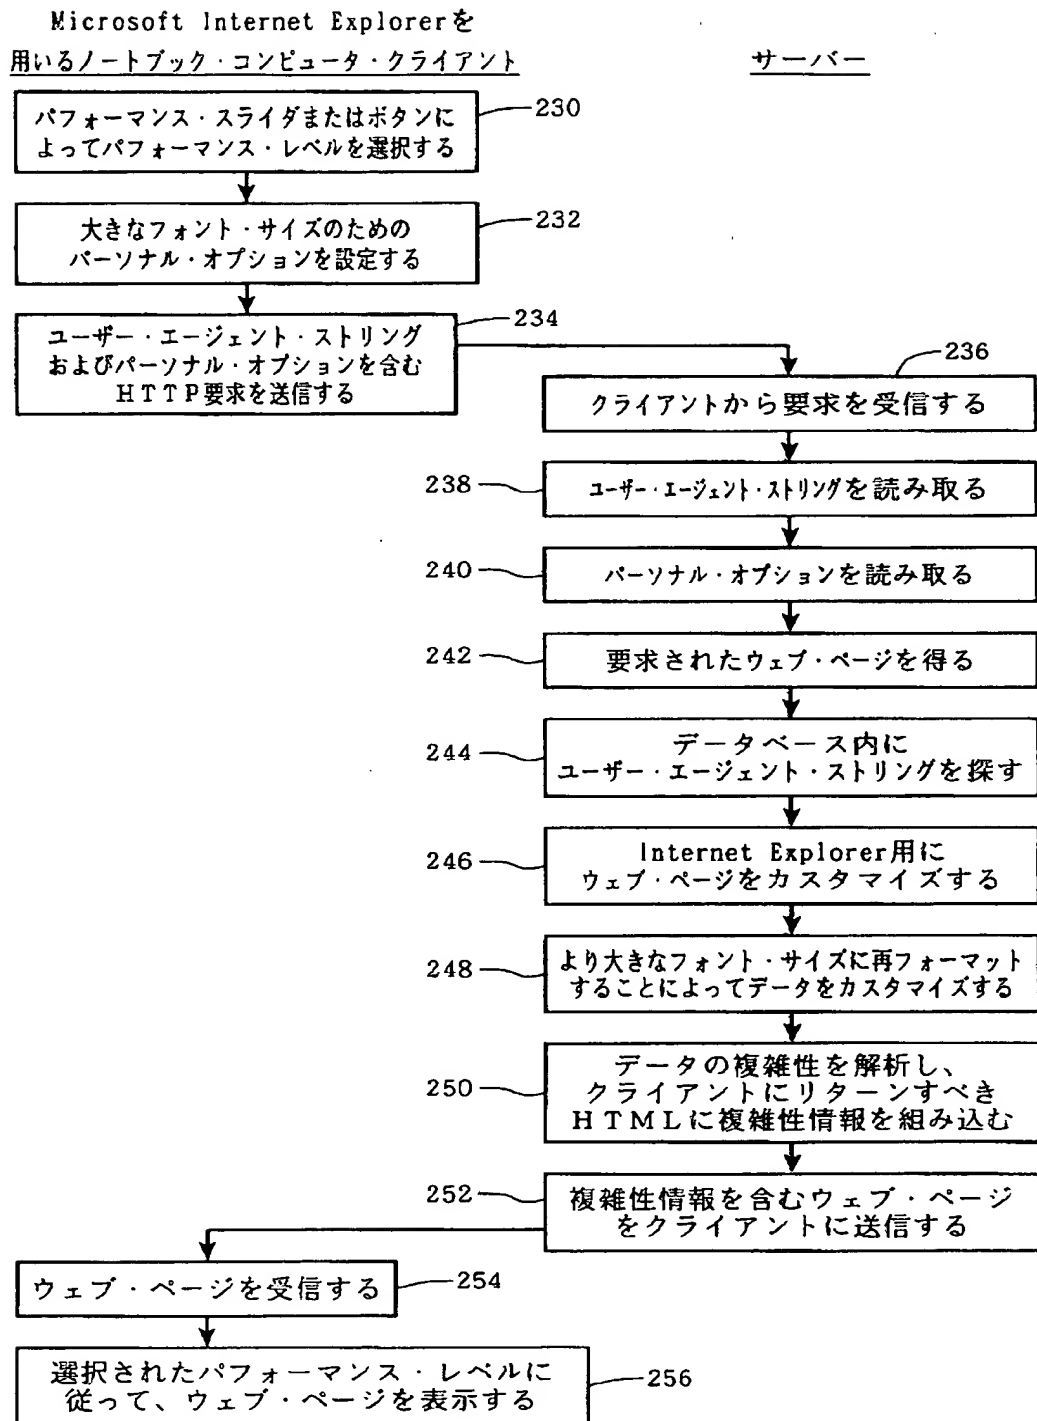 Microsoft Internet Explorerを
用いるノートブック・コンピュータ・クライアント
サーバー
パフォーマンス・スライダまたはボタンに
よってパフォーマンス・レベルを選択する
230
大きなフォント・サイズのための
パーソナル・オプションを設定する
232
ユーザー・エージェント・ストリング
およびパーソナル・オプションを含む
HTTP要求を送信する
234
236
クライアントから要求を受信する
238
ユーザー・エージェント・ストリングを読み取る
240
パーソナル・オプションを読み取る
242
要求されたウェブ・ページを得る
244
データベース内に
ユーザー・エージェント・ストリングを探す
246
Internet Explorer用に
ウェブ・ページをカスタマイズする
248
より大きなフォント・サイズに再フォーマット
することによってデータをカスタマイズする
250
データの複雑性を解析し、
クライアントにリターンすべき
HTMLに複雑性情報を組み込む
252
複雑性情報を含むウェブ・ページ
をクライアントに送信する
ウェブ・ページを受信する
254
選択されたパフォーマンス・レベルに
従って、ウェブ・ページを表示する
256